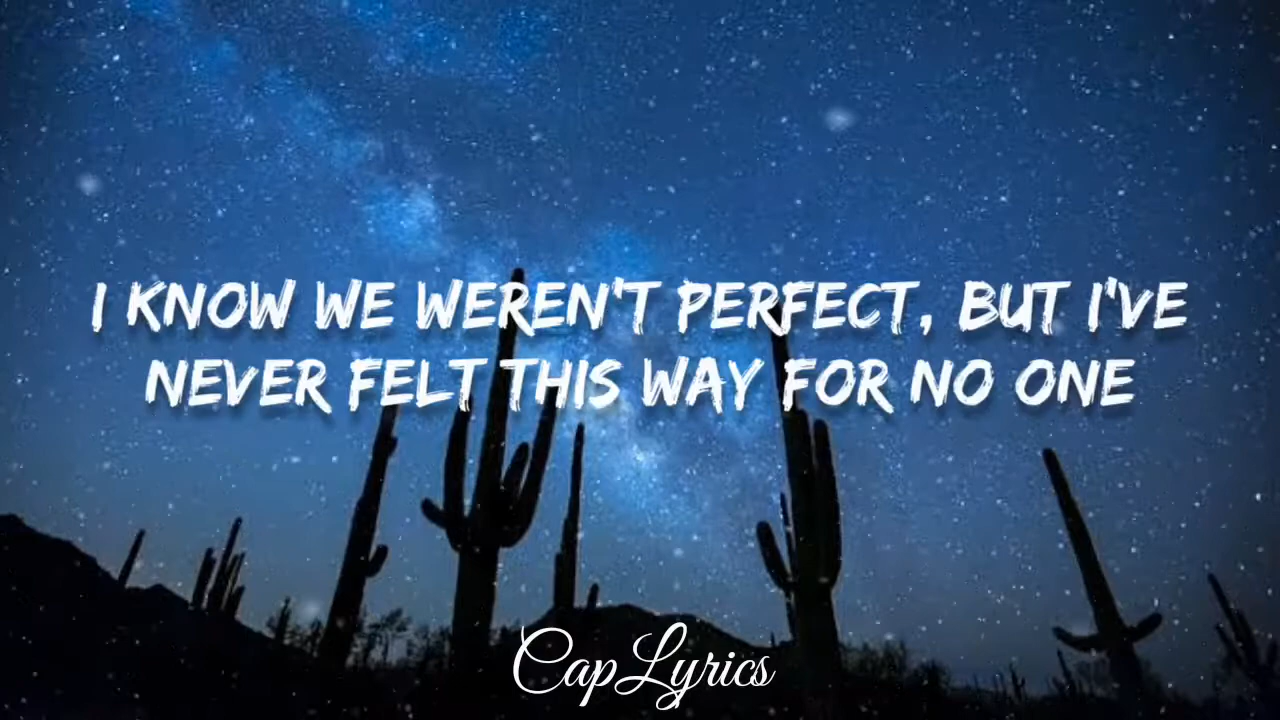 I KNOW WE WEREN'T PERFECT, BUT I'VE
NEVER FELT THIS WAY FOR NO ONE
CapLyrics